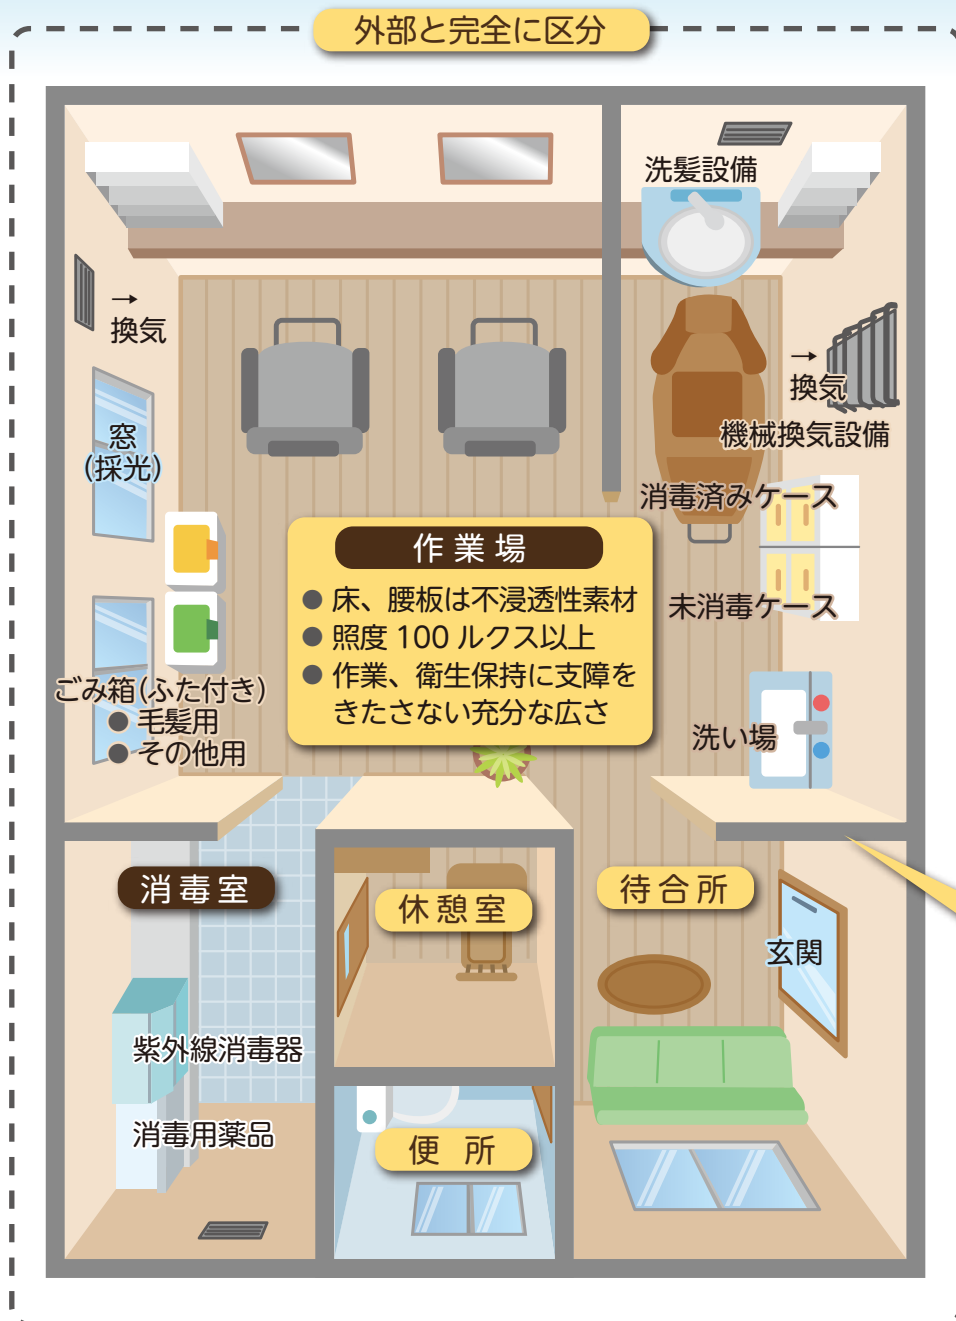 外部と完全に区分
洗髪設備
→
換気
→
換気
機械換気設備
窓
（採光）
消毒済みケース
作業場
● 床、腰板は不浸透性素材
● 照度 100 ルクス以上
● 作業、衛生保持に支障を
きたさない充分な広さ
未消毒ケース
ごみ箱（ふた付き）
● 毛髪用
● その他用
洗い場
消毒室
休憩室
待合所
玄関
紫外線消毒器
消毒用薬品
便所